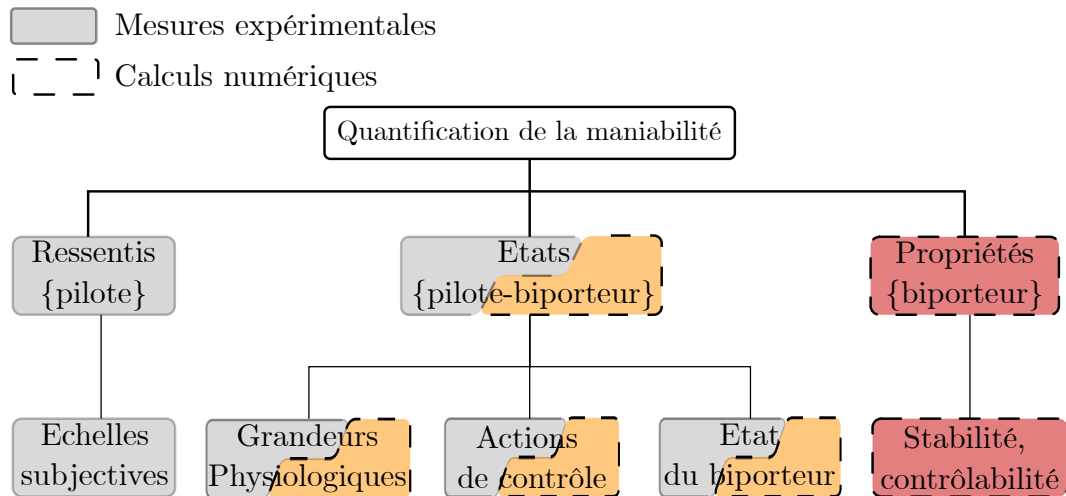 Mesures expérimentales
Calculs numériques
Quantification de la maniabilité
Ressentis
{pilote}
Etats
{pilote-biporteur}
Propriétés
{biporteur}
Echelles
subjectives
Grandeurs
Physiologiques
Actions
de contrôle
Etat
du biporteur
Stabilité,
contrôlabilité